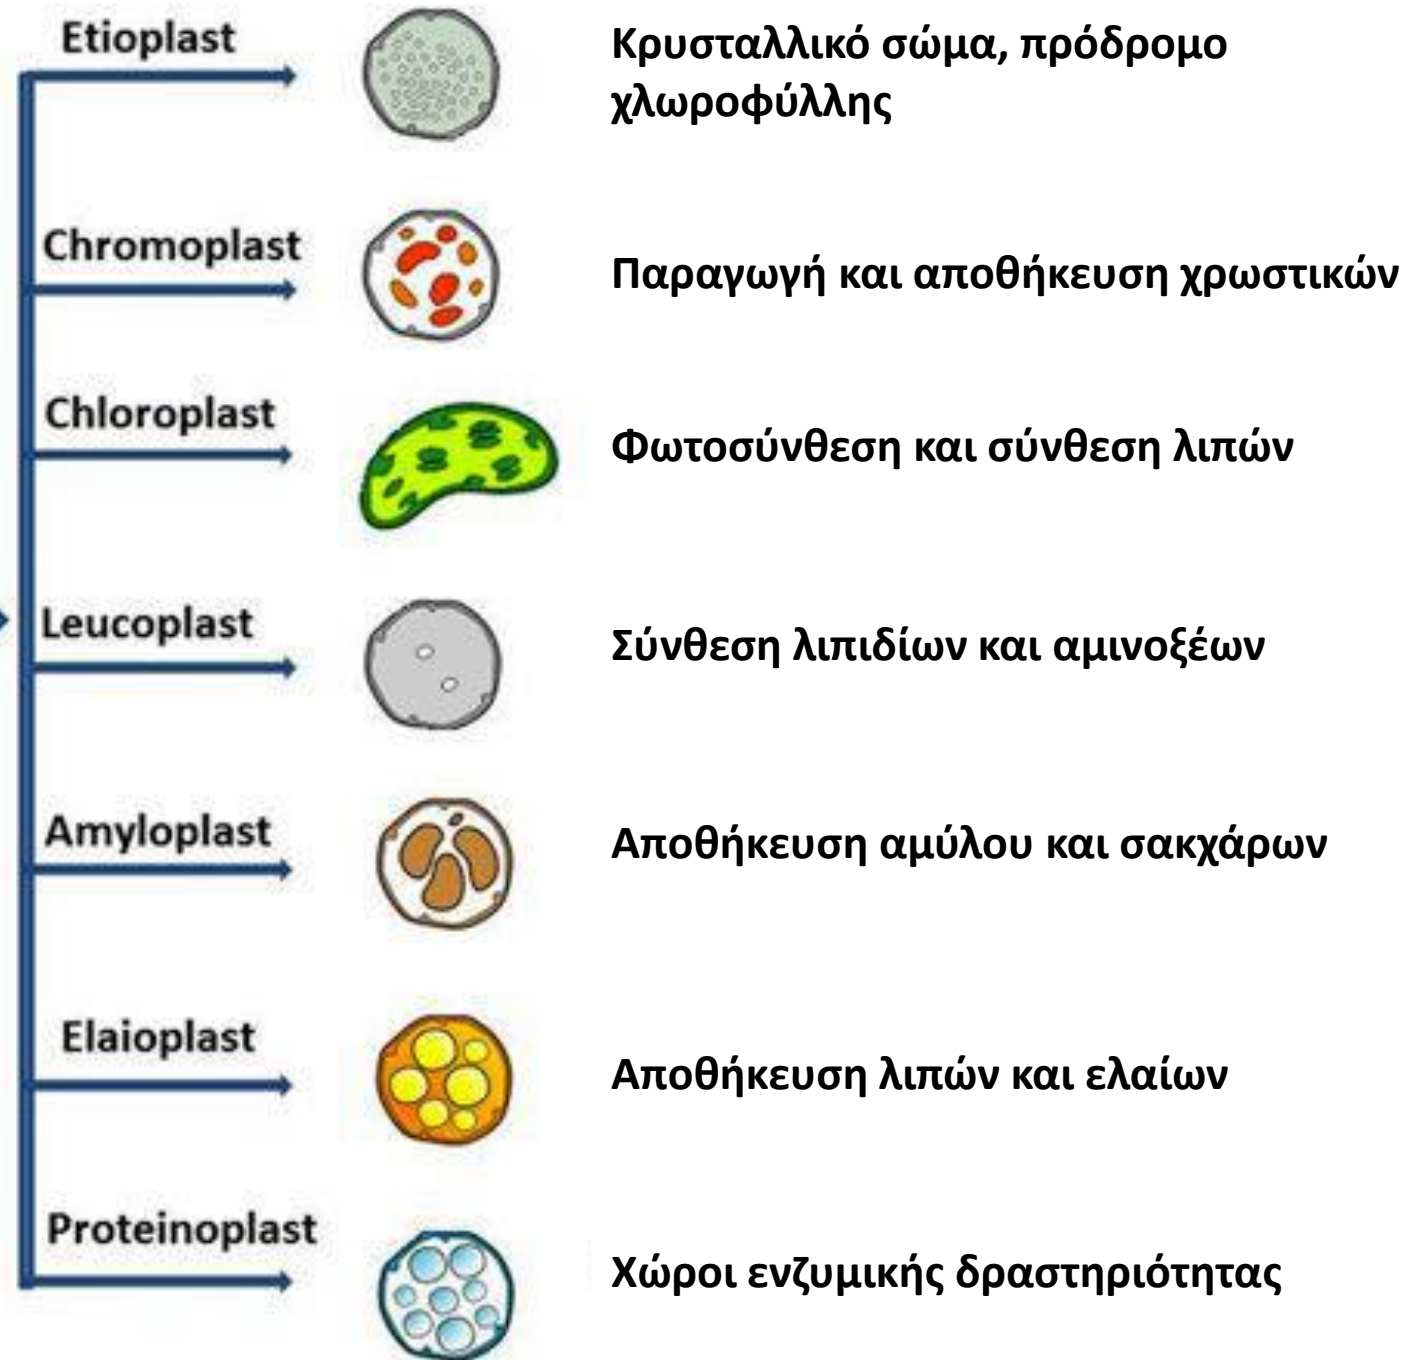 Etioplast
Κρυσταλλικό σώμα, πρόδρομο
χλωροφύλλης
Chromoplast
Παραγωγή και αποθήκευση χρωστικών
Chloroplast
Φωτοσύνθεση και σύνθεση λιπών
Leucoplast
Σύνθεση λιπιδίων και αμινοξέων
Amyloplast
Αποθήκευση αμύλου και σακχάρων
Elaioplast
Αποθήκευση λιπών και ελαίων
Proteinoplast
Χώροι ενζυμικής δραστηριότητας